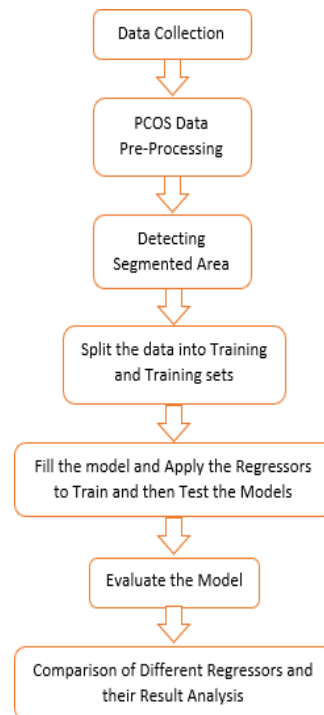 Data Collection
PCOS Data
Pre-Processing
Detecting
Segmented Area
Split the data into Training
and Training sets
Fill the model and Apply the Regressors
to Train and then Test the Models
Evaluate the Model
Comparison of Different Regressors and
their Result Analysis